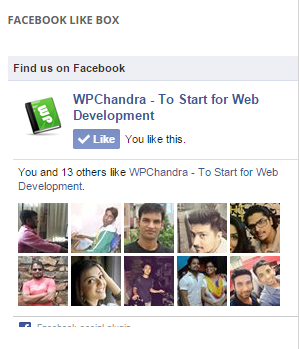 FACEBOOK LIKE BOX
Find us on Facebook
WPChandra - To Start for Web
Development
Like You like this.
You and 13 others like WPChandra - To Start for Web
Development.
Facebook social plugin
WP